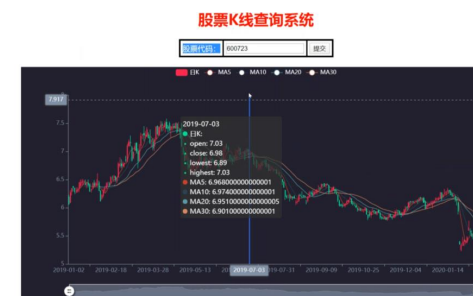 股票K线查询系统
股票代码： 600723 提交
日K MA5 MA10 MA20 MA30
7.917
7.5
7
6.5
6
5.5
5
2019-07-03
日K:
open: 7.03
close: 6.98
lowest: 6.89
highest: 7.03
MA5: 6.968000000000001
MA10: 6.974000000000001
MA20: 6.9510000000000005
MA30: 6.901000000000001
2019-01-02 2019-02-18 2019-03-28 2019-05-13 2019-07-03 2019-07-31 2019-09-09 2019-10-25 2019-12-04 2020-01-14